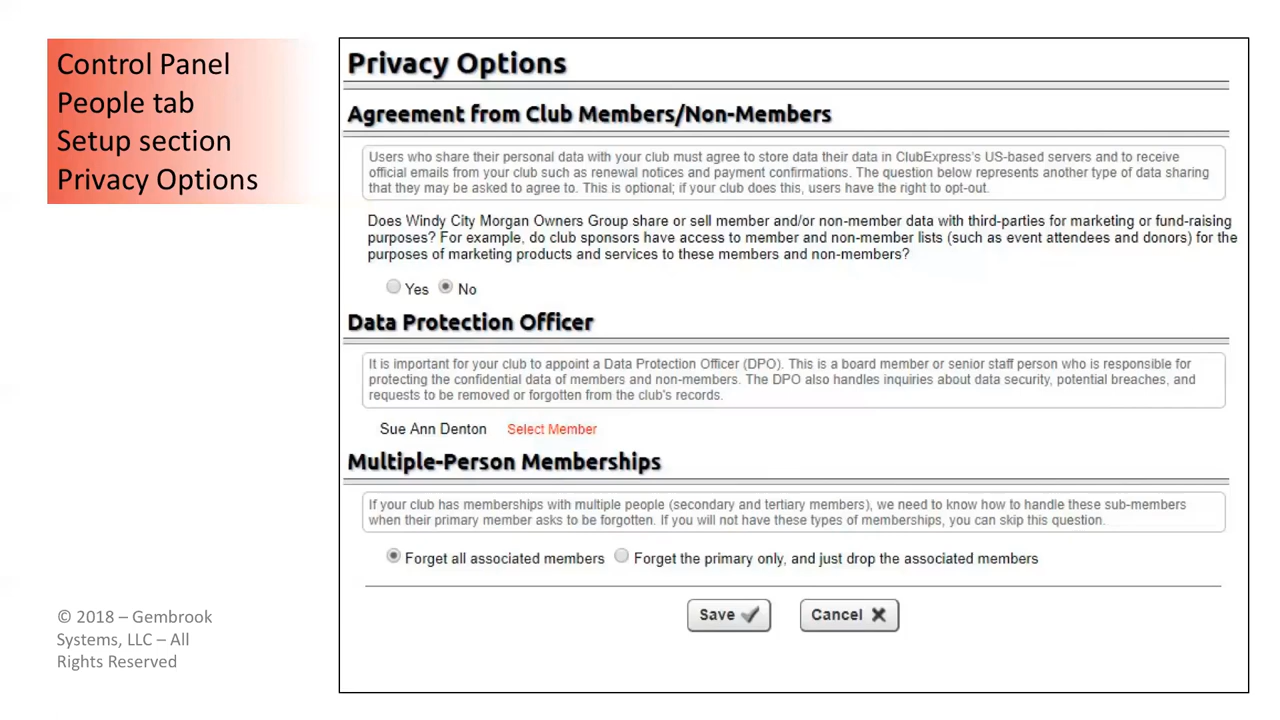 Control Panel
People tab
Setup section
Privacy Options
© 2018 – Gembrook
Systems, LLC – All
Rights Reserved
Privacy Options
Agreement from Club Members/Non-Members
Users who share their personal data with your club must agree to store data their data in ClubExpress's US-based servers and to receive
official emails from your club such as renewal notices and payment confirmations. The question below represents another type of data sharing
that they may be asked to agree to. This is optional; if your club does this, users have the right to opt-out.
Does Windy City Morgan Owners Group share or sell member and/or non-member data with third-parties for marketing or fund-raising
purposes? For example, do club sponsors have access to member and non-member lists (such as event attendees and donors) for the
purposes of marketing products and services to these members and non-members?
Yes No
Data Protection Officer
It is important for your club to appoint a Data Protection Officer (DPO). This is a board member or senior staff person who is responsible for
protecting the confidential data of members and non-members. The DPO also handles inquiries about data security, potential breaches, and
requests to be removed or forgotten from the club's records.
Sue Ann Denton Select Member
Multiple-Person Memberships
If your club has memberships with multiple people (secondary and tertiary members), we need to know how to handle these sub-members
when their primary member asks to be forgotten. If you will not have these types of memberships, you can skip this question.
Forget all associated members Forget the primary only, and just drop the associated members
Save Cancel